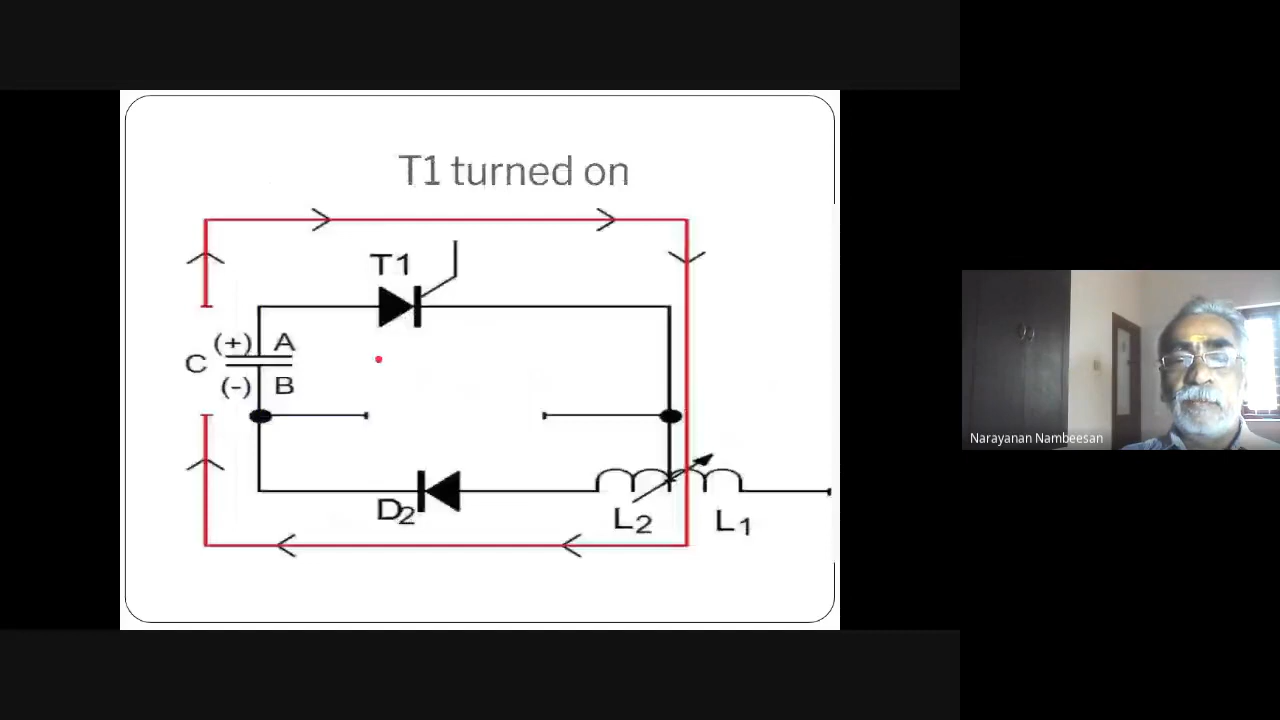 T1 turned on
T1
(+) A
C
(-) B
D2
L2
L1
Narayanan Nambeesan